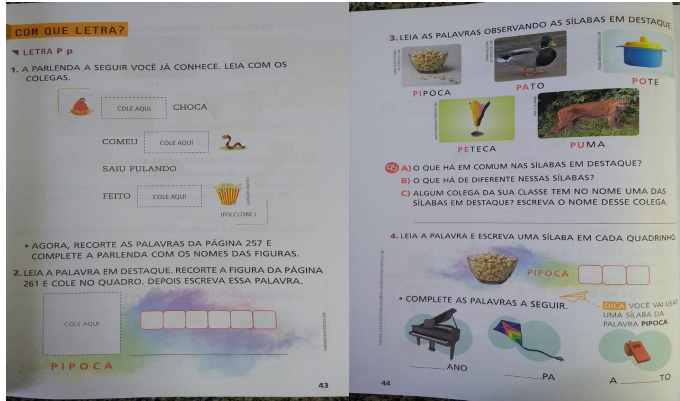 COM QUE LETRA?
LETRA P p
1. A PARLENDA A SEGUIR VOCÊ JÁ CONHECE. LEIA COM OS
COLEGAS.
COLE AQUI CHOCA
COMEU COLE AQUI
SAIU PULANDO
FEITO COLE AQUI
(FOLCLORE.)
• AGORA, RECORTE AS PALAVRAS DA PÁGINA 257 E
COMPLETE A PARLENDA COM OS NOMES DAS FIGURAS.
2. LEIA A PALAVRA EM DESTAQUE. RECORTE A FIGURA DA PÁGINA
261 E COLE NO QUADRO. DEPOIS ESCREVA ESSA PALAVRA.
COLE AQUI
PIPOCA
43
3. LEIA AS PALAVRAS OBSERVANDO AS SÍLABAS EM DESTAQUE
PIPOCA
PATO
POTE
PETECA
PUMA
A) O QUE HÁ EM COMUM NAS SÍLABAS EM DESTAQUE?
B) O QUE HÁ DE DIFERENTE NESSAS SÍLABAS?
C) ALGUM COLEGA DA SUA CLASSE TEM NO NOME UMA DAS
SÍLABAS EM DESTAQUE? ESCREVA O NOME DESSE COLEGA.
4. LEIA A PALAVRA E ESCREVA UMA SÍLABA EM CADA QUADRINHO
PIPOCA
• COMPLETE AS PALAVRAS A SEGUIR.
DICA VOCÊ VAI USAR
UMA SÍLABA DA
PALAVRA PIPOCA.
____ANO
____PA
A ____TO
44